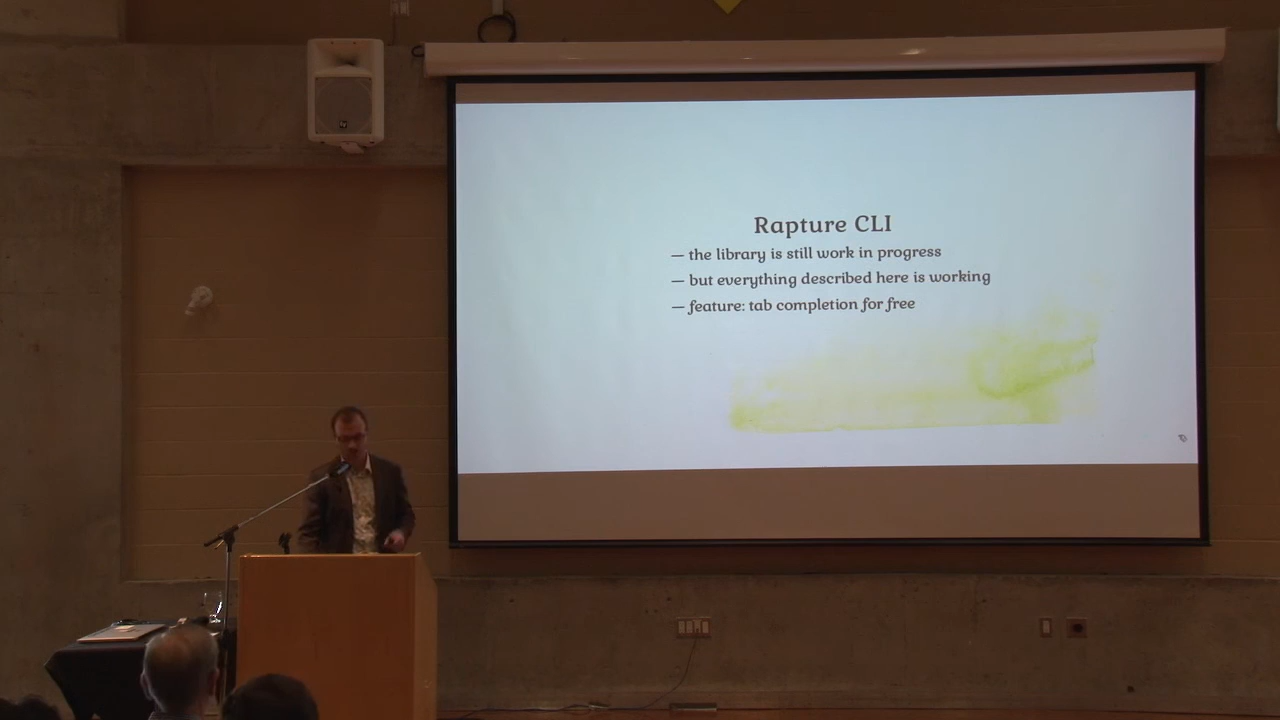 Rapture CLI
— the library is still work in progress
— but everything described here is working
— feature: tab completion for free